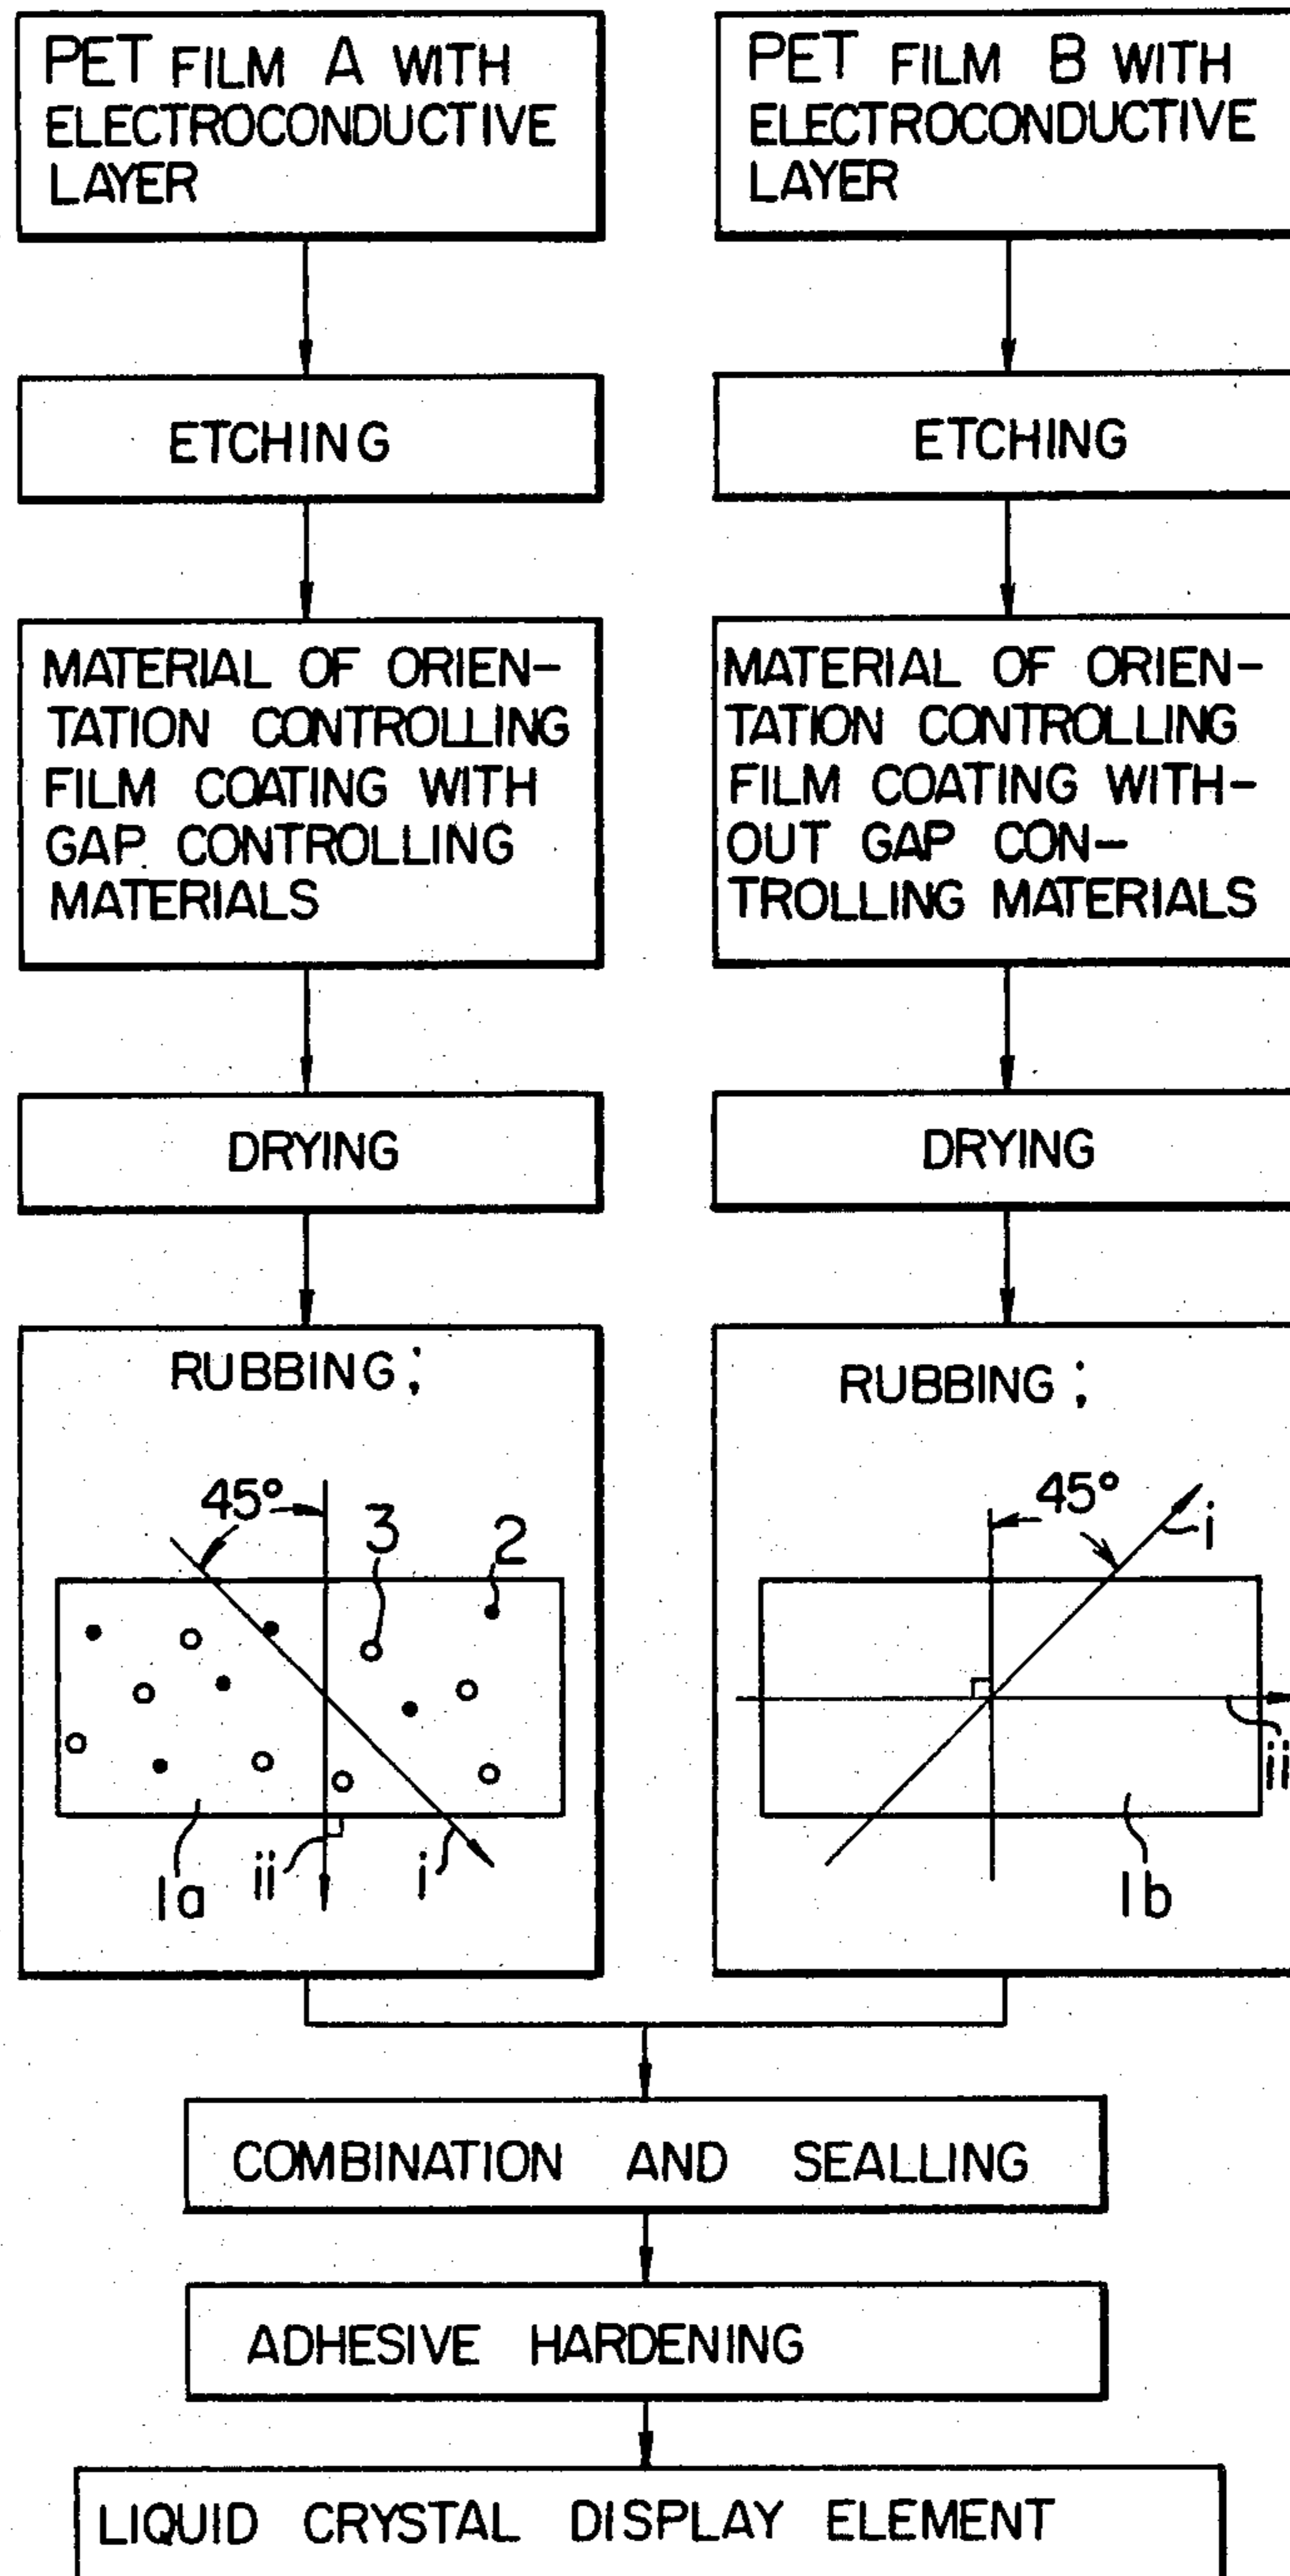 PET FILM A WITH
ELECTROCONDUCTIVE
LAYER
PET FILM B WITH
ELECTROCONDUCTIVE
LAYER
ETCHING
ETCHING
MATERIAL OF ORIEN-
TATION CONTROLLING
FILM COATING WITH
GAP CONTROLLING
MATERIALS
MATERIAL OF ORIEN-
TATION CONTROLLING
FILM COATING WITH-
OUT GAP CON-
TROLLING MATERIALS
DRYING
DRYING
RUBBING;
45°
3
2
1a
ii
i
RUBBING;
45°
i
ii
1b
COMBINATION AND SEALLING
ADHESIVE HARDENING
LIQUID CRYSTAL DISPLAY ELEMENT